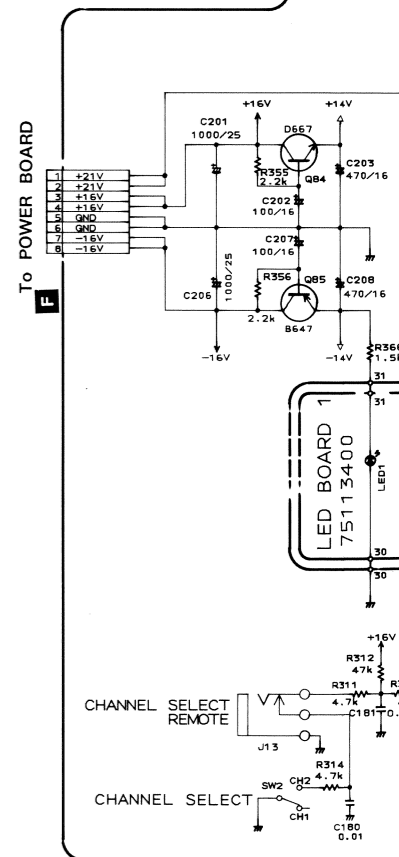 To POWER BOARD
F
1 +21V
2 +21V
3 +16V
4 +16V
5 GND
6 GND
7 -16V
8 -16V
C201
1000/25
+16V
+14V
D667
R355
2.2k
Q84
C203
470/16
C202
100/16
C207
100/16
C206
1000/25
R356
2.2k
Q85
B647
C208
470/16
-16V
-14V
R366
1.5k
31
31
LED BOARD 1
75113400
LED1
30
30
+16V
R312
47k
R311
4.7k
C181
0.
CHANNEL SELECT
REMOTE
J13
R314
4.7k
SW2
CH2
CH1
CHANNEL SELECT
C180
0.01